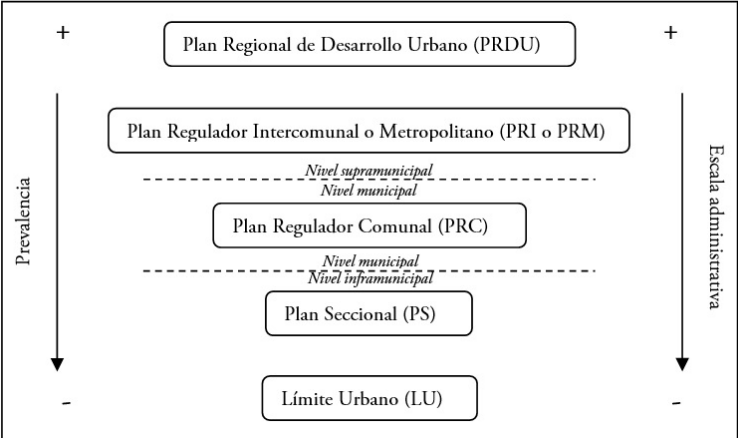 +
+
Plan Regional de Desarrollo Urbano (PRDU)
Plan Regulador Intercomunal o Metropolitano (PRI o PRM)
Nivel supramunicipal
Nivel municipal
Plan Regulador Comunal (PRC)
Nivel municipal
Nivel inframunicipal
Plan Seccional (PS)
Límite Urbano (LU)
Prevalencia
Escala administrativa
-
-